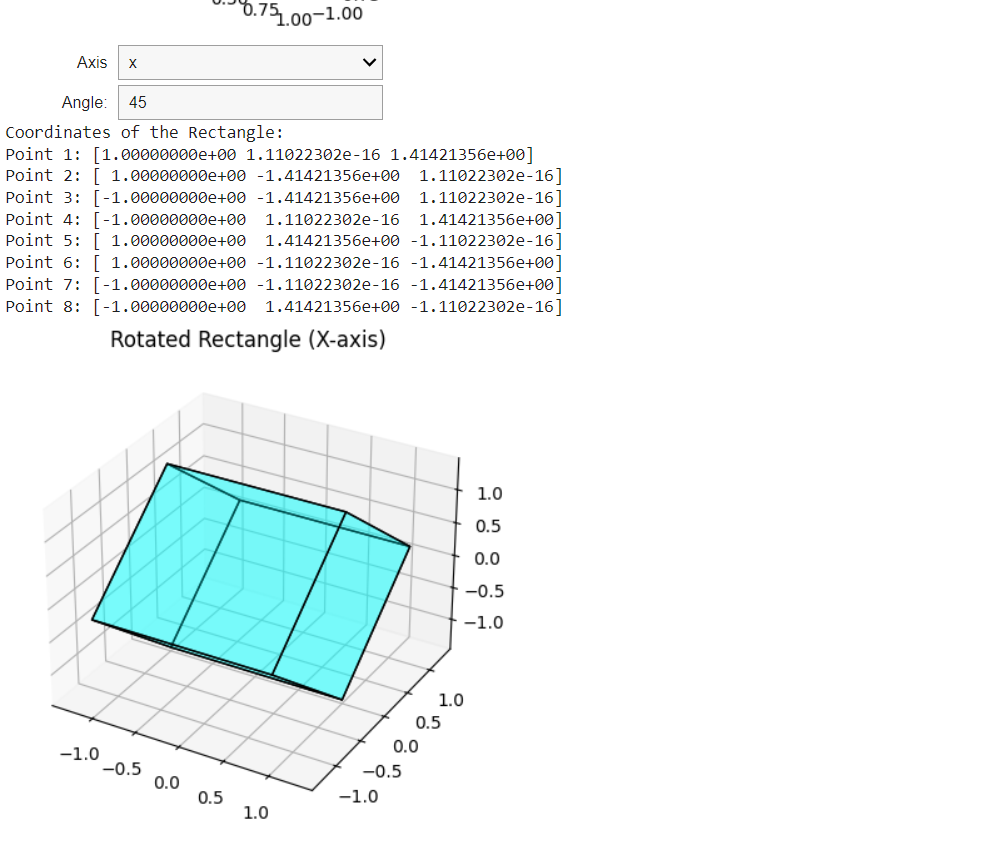 0.75
1.00 −1.00
Axis x
Angle: 45
Coordinates of the Rectangle:
Point 1: [1.00000000e+00 1.11022302e-16 1.41421356e+00]
Point 2: [ 1.00000000e+00 -1.41421356e+00  1.11022302e-16]
Point 3: [-1.00000000e+00 -1.41421356e+00  1.11022302e-16]
Point 4: [-1.00000000e+00  1.11022302e-16  1.41421356e+00]
Point 5: [ 1.00000000e+00  1.41421356e+00 -1.11022302e-16]
Point 6: [ 1.00000000e+00 -1.11022302e-16 -1.41421356e+00]
Point 7: [-1.00000000e+00 -1.11022302e-16 -1.41421356e+00]
Point 8: [-1.00000000e+00  1.41421356e+00 -1.11022302e-16]
Rotated Rectangle (X-axis)
1.0
0.5
0.0
−0.5
−1.0
1.0
0.5
0.0
−0.5
−1.0
−1.0
−0.5
0.0
0.5
1.0